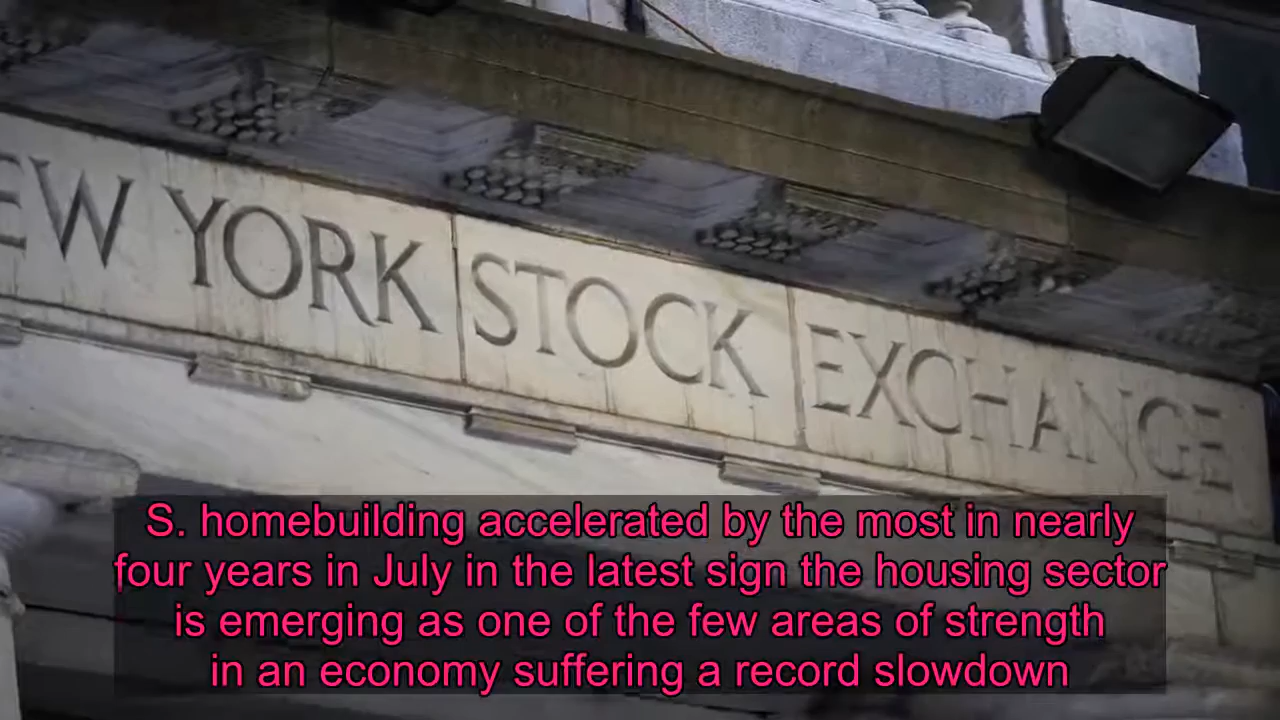 EW YORK STOCK EXCHANGE
S. homebuilding accelerated by the most in nearly
four years in July in the latest sign the housing sector
is emerging as one of the few areas of strength
in an economy suffering a record slowdown